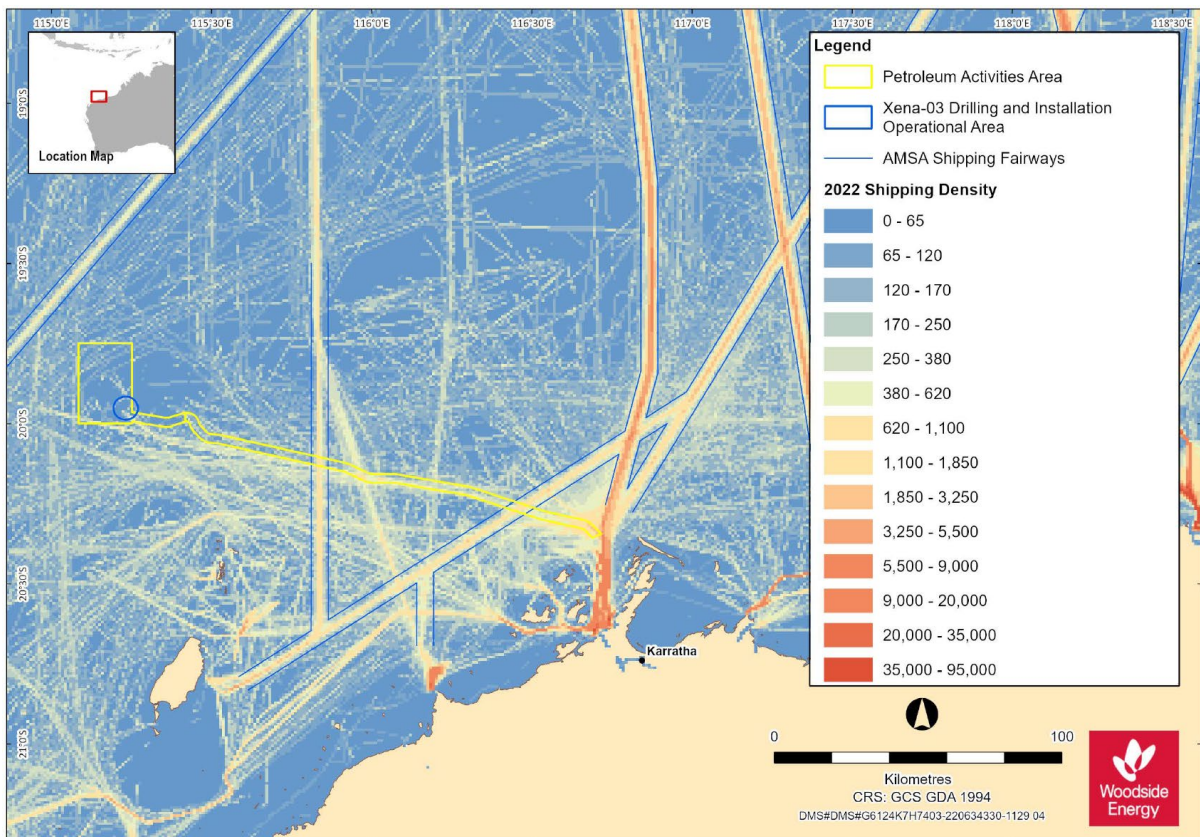 115°0'E 115°30'E 116°0'E 116°30'E 117°0'E 117°30'E 118°0'E 118°30'E
19°0'S
19°30'S
20°0'S
20°30'S
21°0'S
Location Map
Legend
Petroleum Activities Area
Xena-03 Drilling and Installation
Operational Area
AMSA Shipping Fairways
2022 Shipping Density
0 - 65
65 - 120
120 - 170
170 - 250
250 - 380
380 - 620
620 - 1,100
1,100 - 1,850
1,850 - 3,250
3,250 - 5,500
5,500 - 9,000
9,000 - 20,000
20,000 - 35,000
35,000 - 95,000
Karratha
0 100
Kilometres
CRS: GCS GDA 1994
DMS#DMS#G6124K7H7403-220634330-1129 04
Woodside
Energy